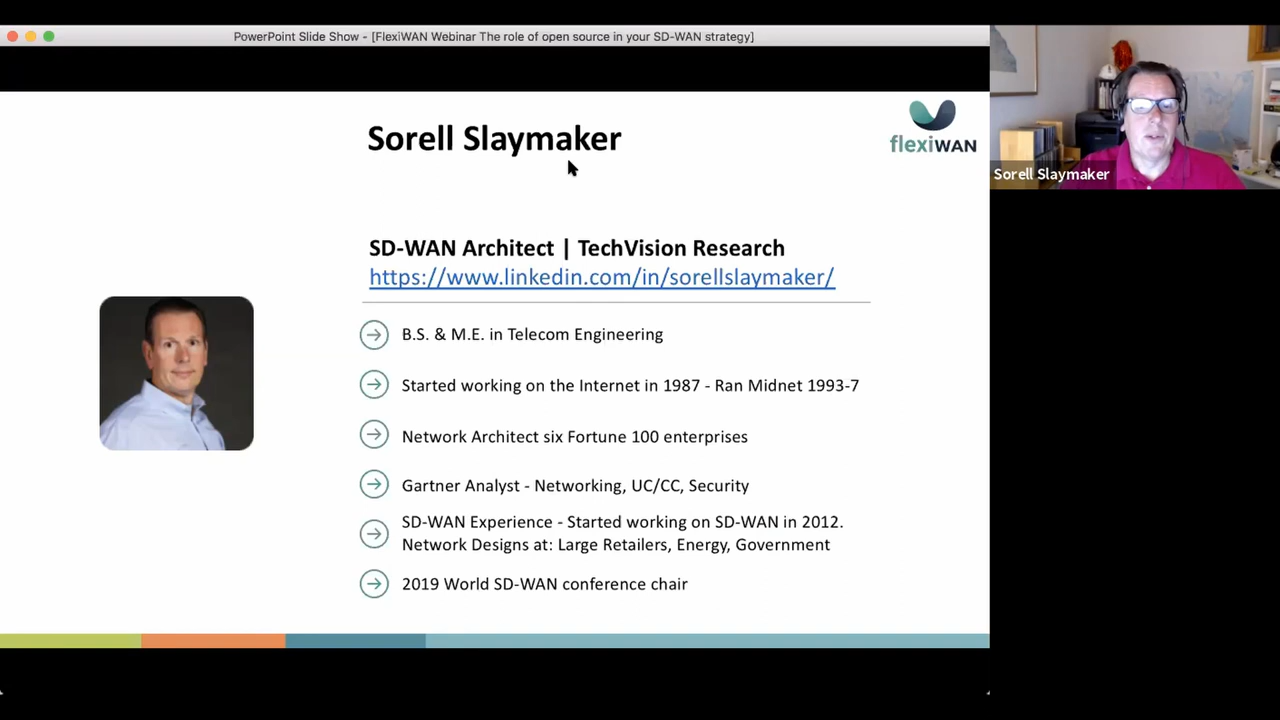 PowerPoint Slide Show - [FlexiWAN Webinar The role of open source in your SD-WAN strategy]
Sorell Slaymaker
flexiWAN
Sorell Slaymaker
SD-WAN Architect | TechVision Research
https://www.linkedin.com/in/sorellslaymaker/
B.S. & M.E. in Telecom Engineering
Started working on the Internet in 1987 - Ran Midnet 1993-7
Network Architect six Fortune 100 enterprises
Gartner Analyst - Networking, UC/CC, Security
SD-WAN Experience - Started working on SD-WAN in 2012.
Network Designs at: Large Retailers, Energy, Government
2019 World SD-WAN conference chair